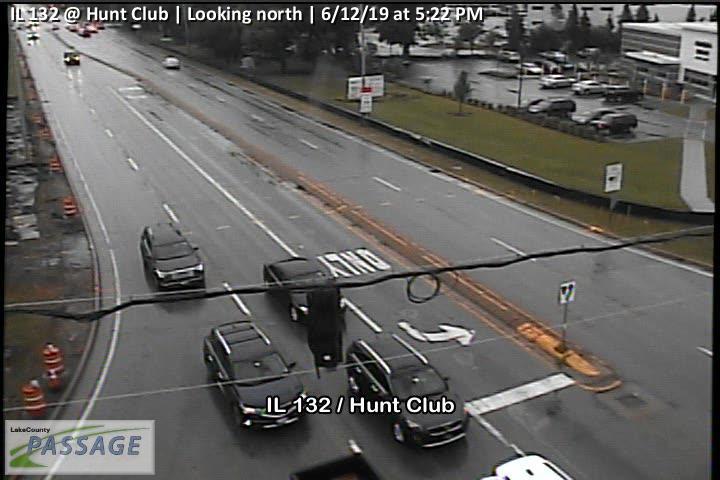 IL 132 @ Hunt Club | Looking north | 6/12/19 at 5:22 PM
ONLY
IL 132 / Hunt Club
LakeCounty
PASSAGE